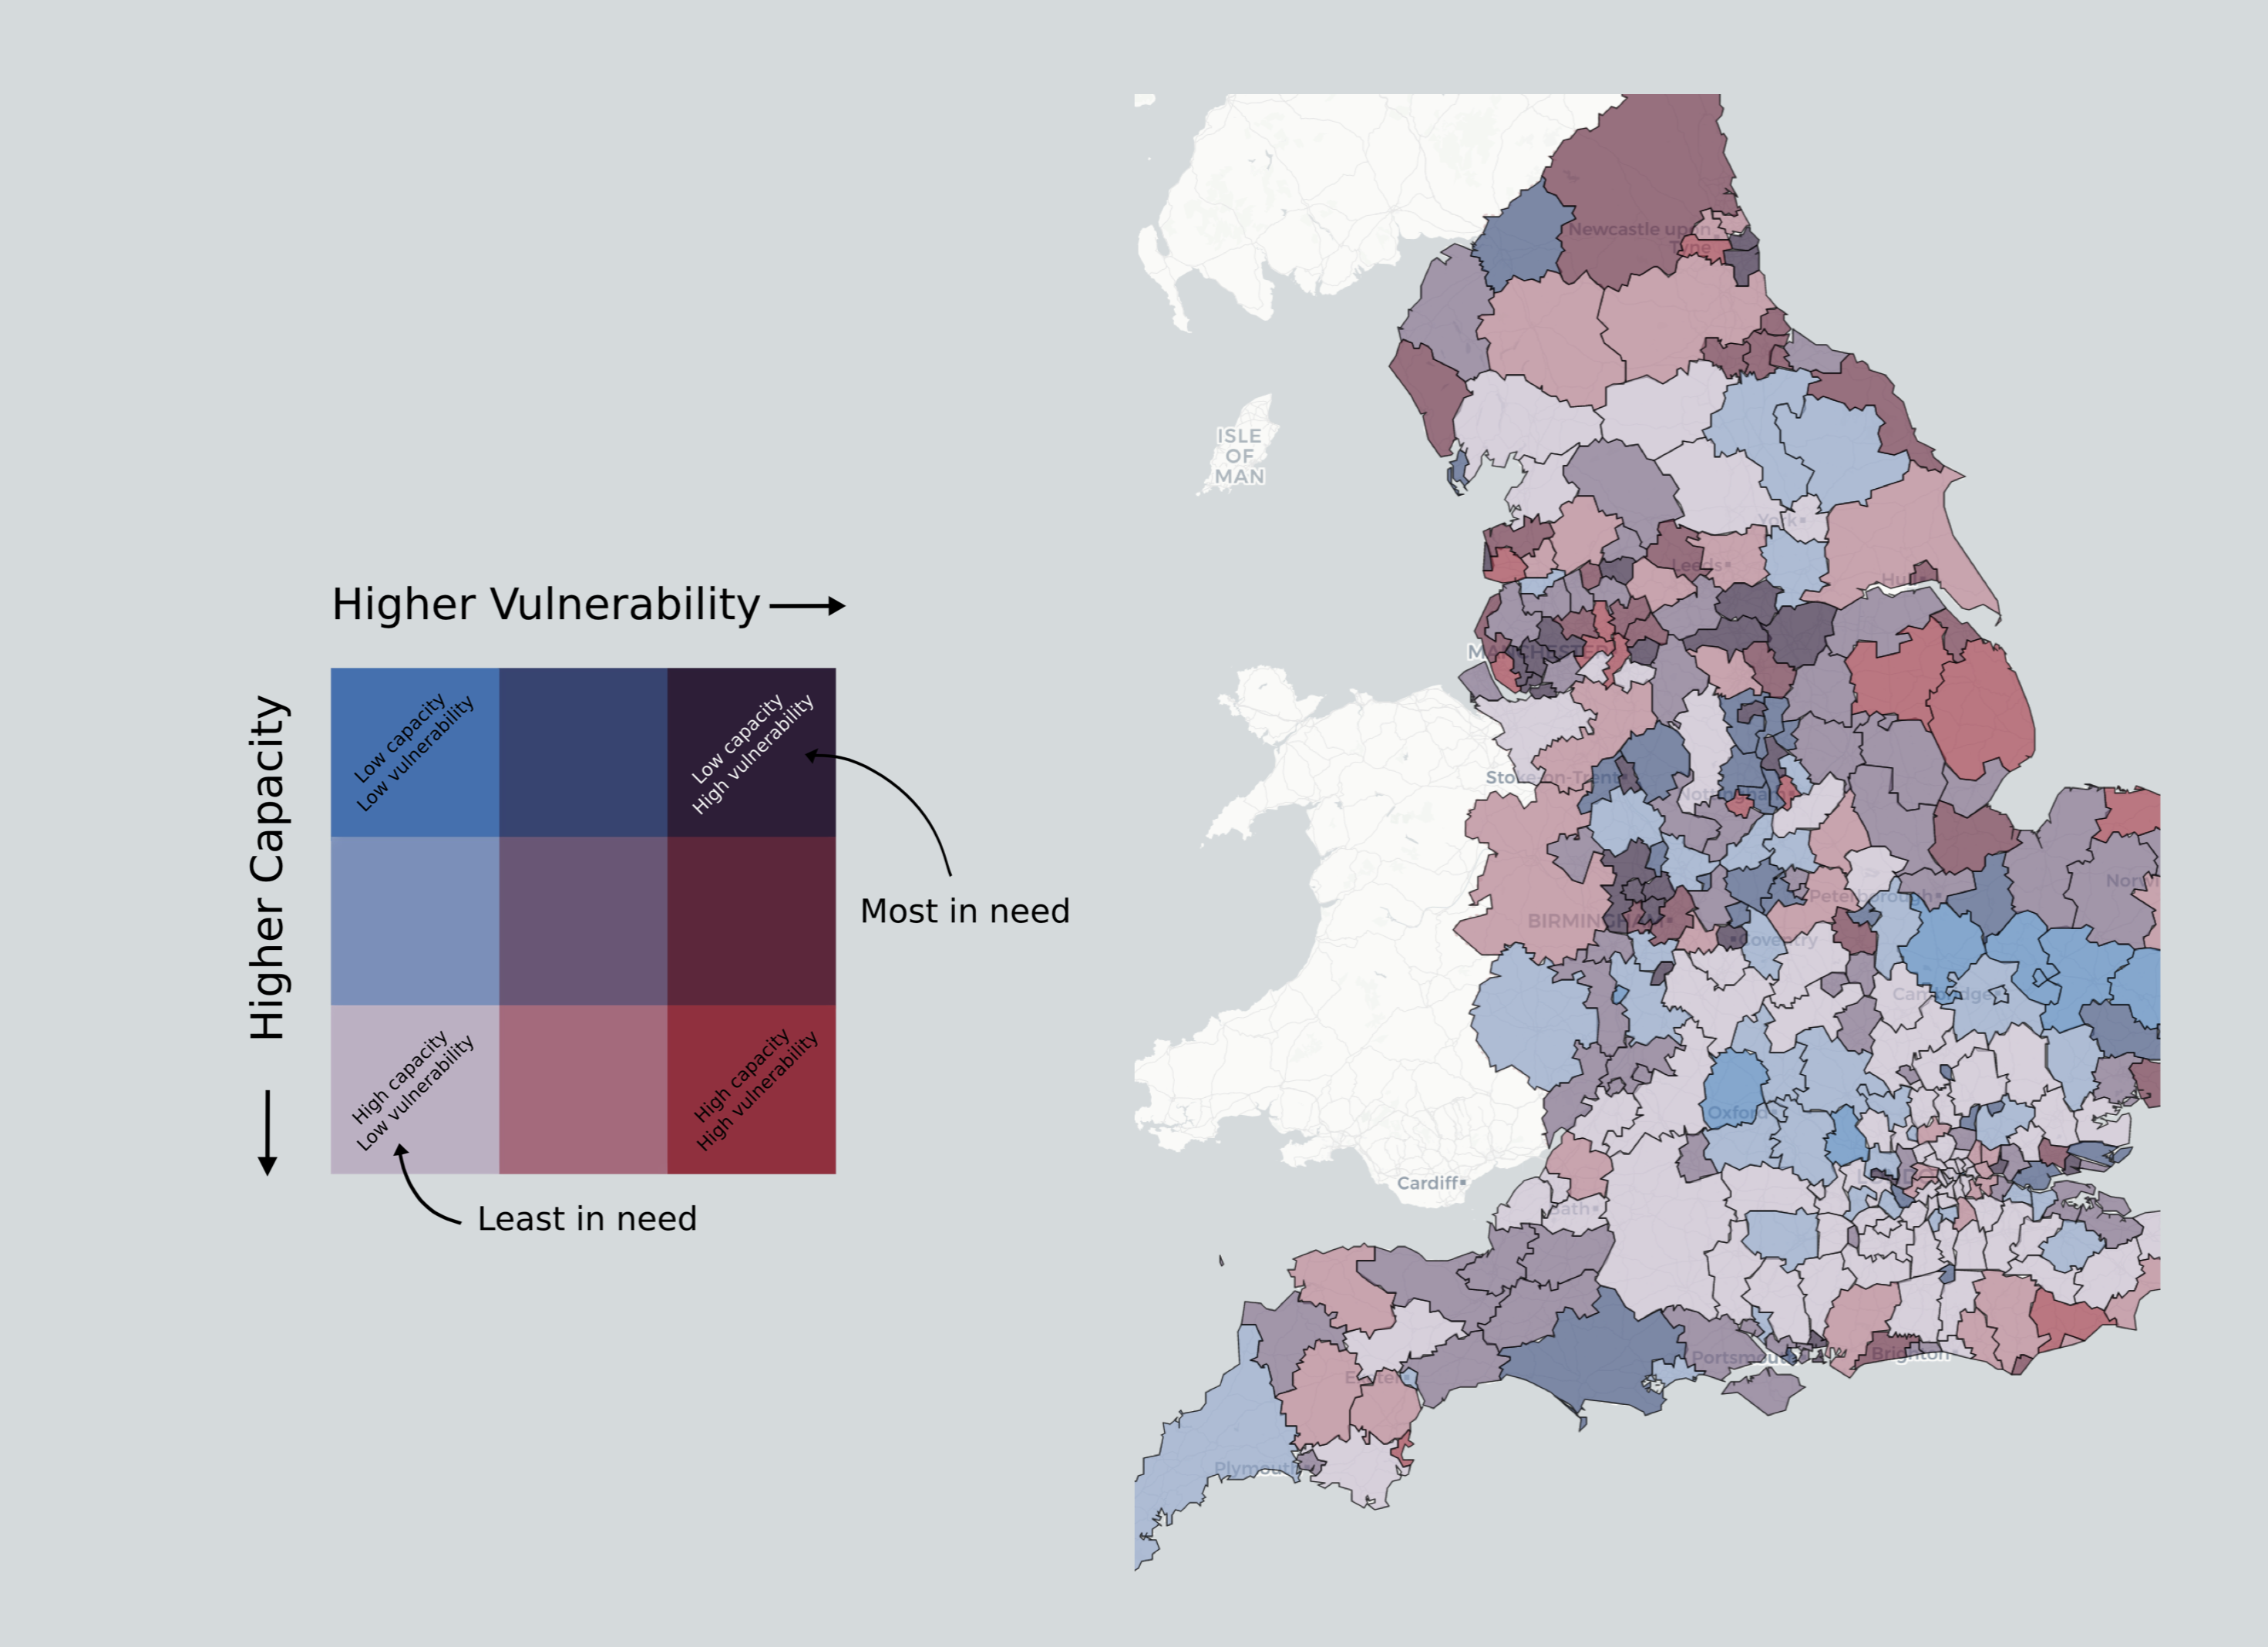 Higher Vulnerability
Higher Capacity
Low capacity
Low vulnerability
Low capacity
High vulnerability
High capacity
Low vulnerability
High capacity
High vulnerability
Most in need
Least in need
Newcastle upon
Tyne
ISLE
OF
MAN
York
Leeds
Hull
MANCHESTER
Stoke-on-Trent
Nottingham
Norwi
Peterborough
BIRMINGHAM
Coventry
Cambridge
Oxford
Cardiff
Bath
Portsmouth
Brighton
Exeter
Plymouth